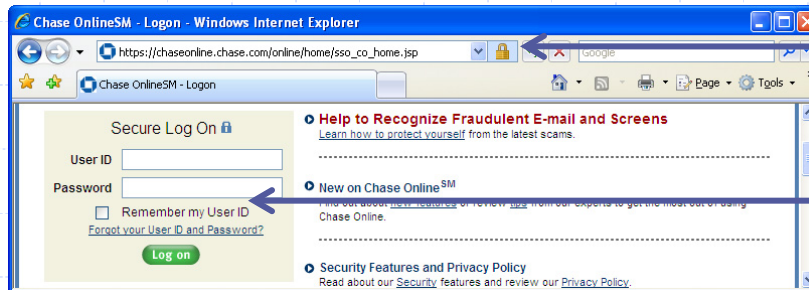 Chase OnlineSM - Logon - Windows Internet Explorer
https://chaseonline.chase.com/online/home/sso_co_home.jsp
Google
Chase OnlineSM - Logon
Page
Tools
Secure Log On
User ID
Password
Remember my User ID
Forgot your User ID and Password?
Log on
Help to Recognize Fraudulent E-mail and Screens
Learn how to protect yourself from the latest scams.
New on Chase Online SM
Find out about new features or review tips from our experts to get the most out of using
Chase Online.
Security Features and Privacy Policy
Read about our Security features and review our Privacy Policy.